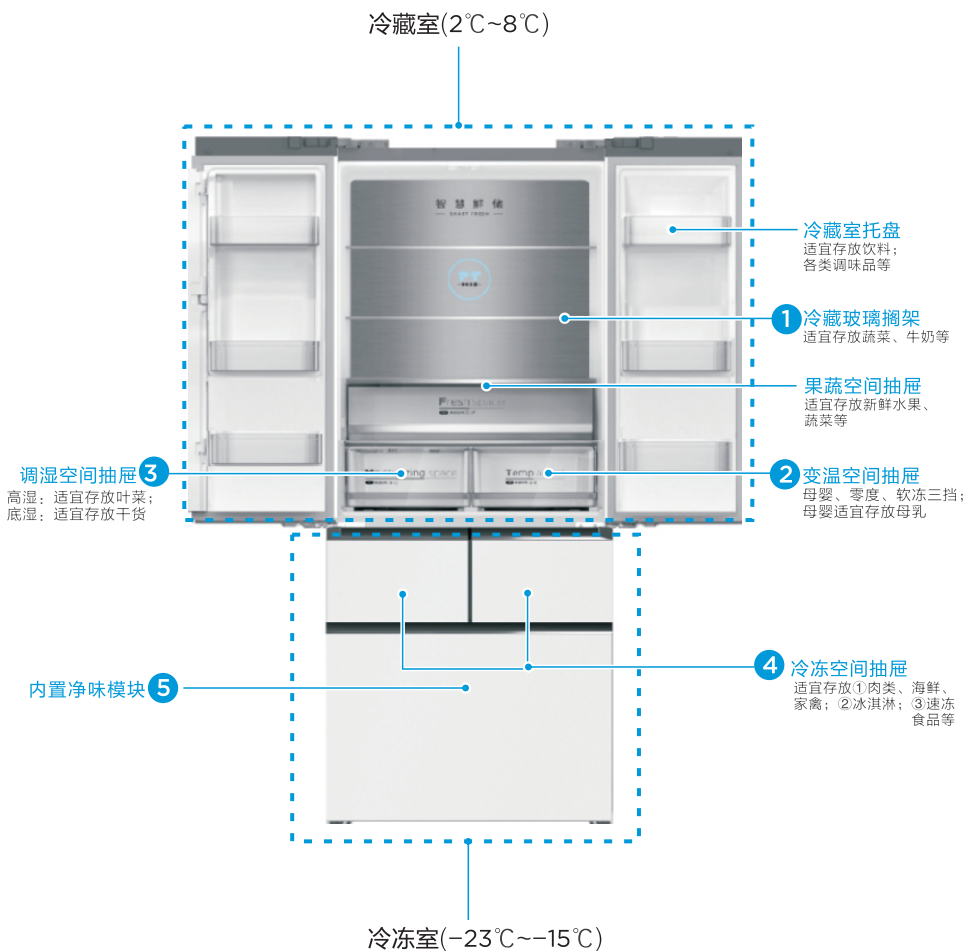 冷藏室(2℃~8℃)
智慧鲜储
SMART FRESH
冷藏室托盘
适宜存放饮料；
各类调味品等
1 冷藏玻璃搁架
适宜存放蔬菜、牛奶等
果蔬空间抽屉
适宜存放新鲜水果、
蔬菜等
Fresh space
调湿空间抽屉 3
高湿：适宜存放叶菜；
底湿：适宜存放干货
space
Temp
2 变温空间抽屉
母婴、零度、软冻三挡；
母婴适宜存放母乳
4 冷冻空间抽屉
适宜存放①肉类、海鲜、
家禽；②冰淇淋；③速冻
食品等
内置净味模块 5
冷冻室(-23℃~-15℃)